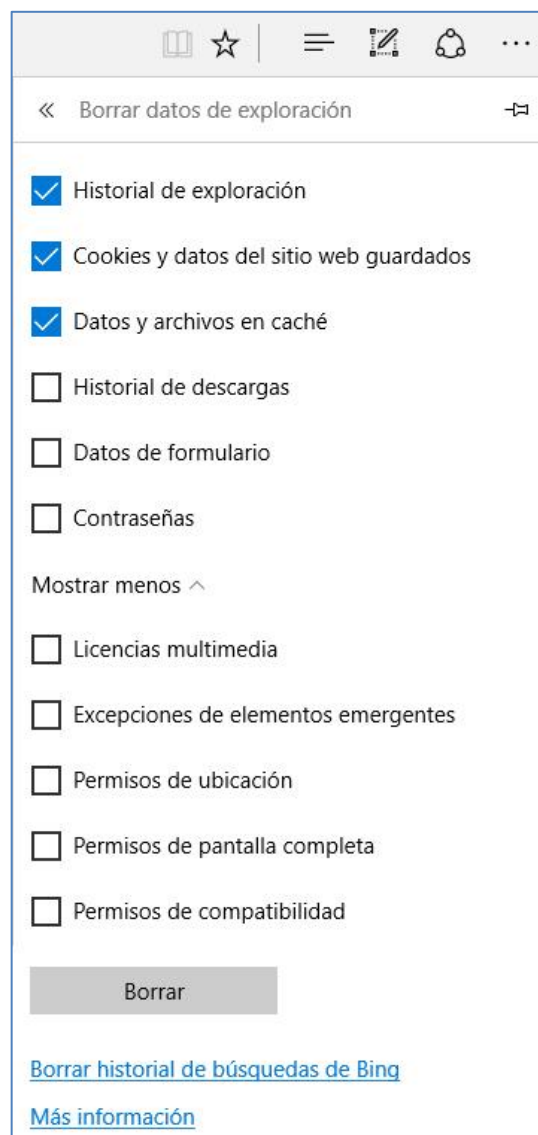 Borrar datos de exploración
Historial de exploración
Cookies y datos del sitio web guardados
Datos y archivos en caché
Historial de descargas
Datos de formulario
Contraseñas
Mostrar menos
Licencias multimedia
Excepciones de elementos emergentes
Permisos de ubicación
Permisos de pantalla completa
Permisos de compatibilidad
Borrar
Borrar historial de búsquedas de Bing
Más información